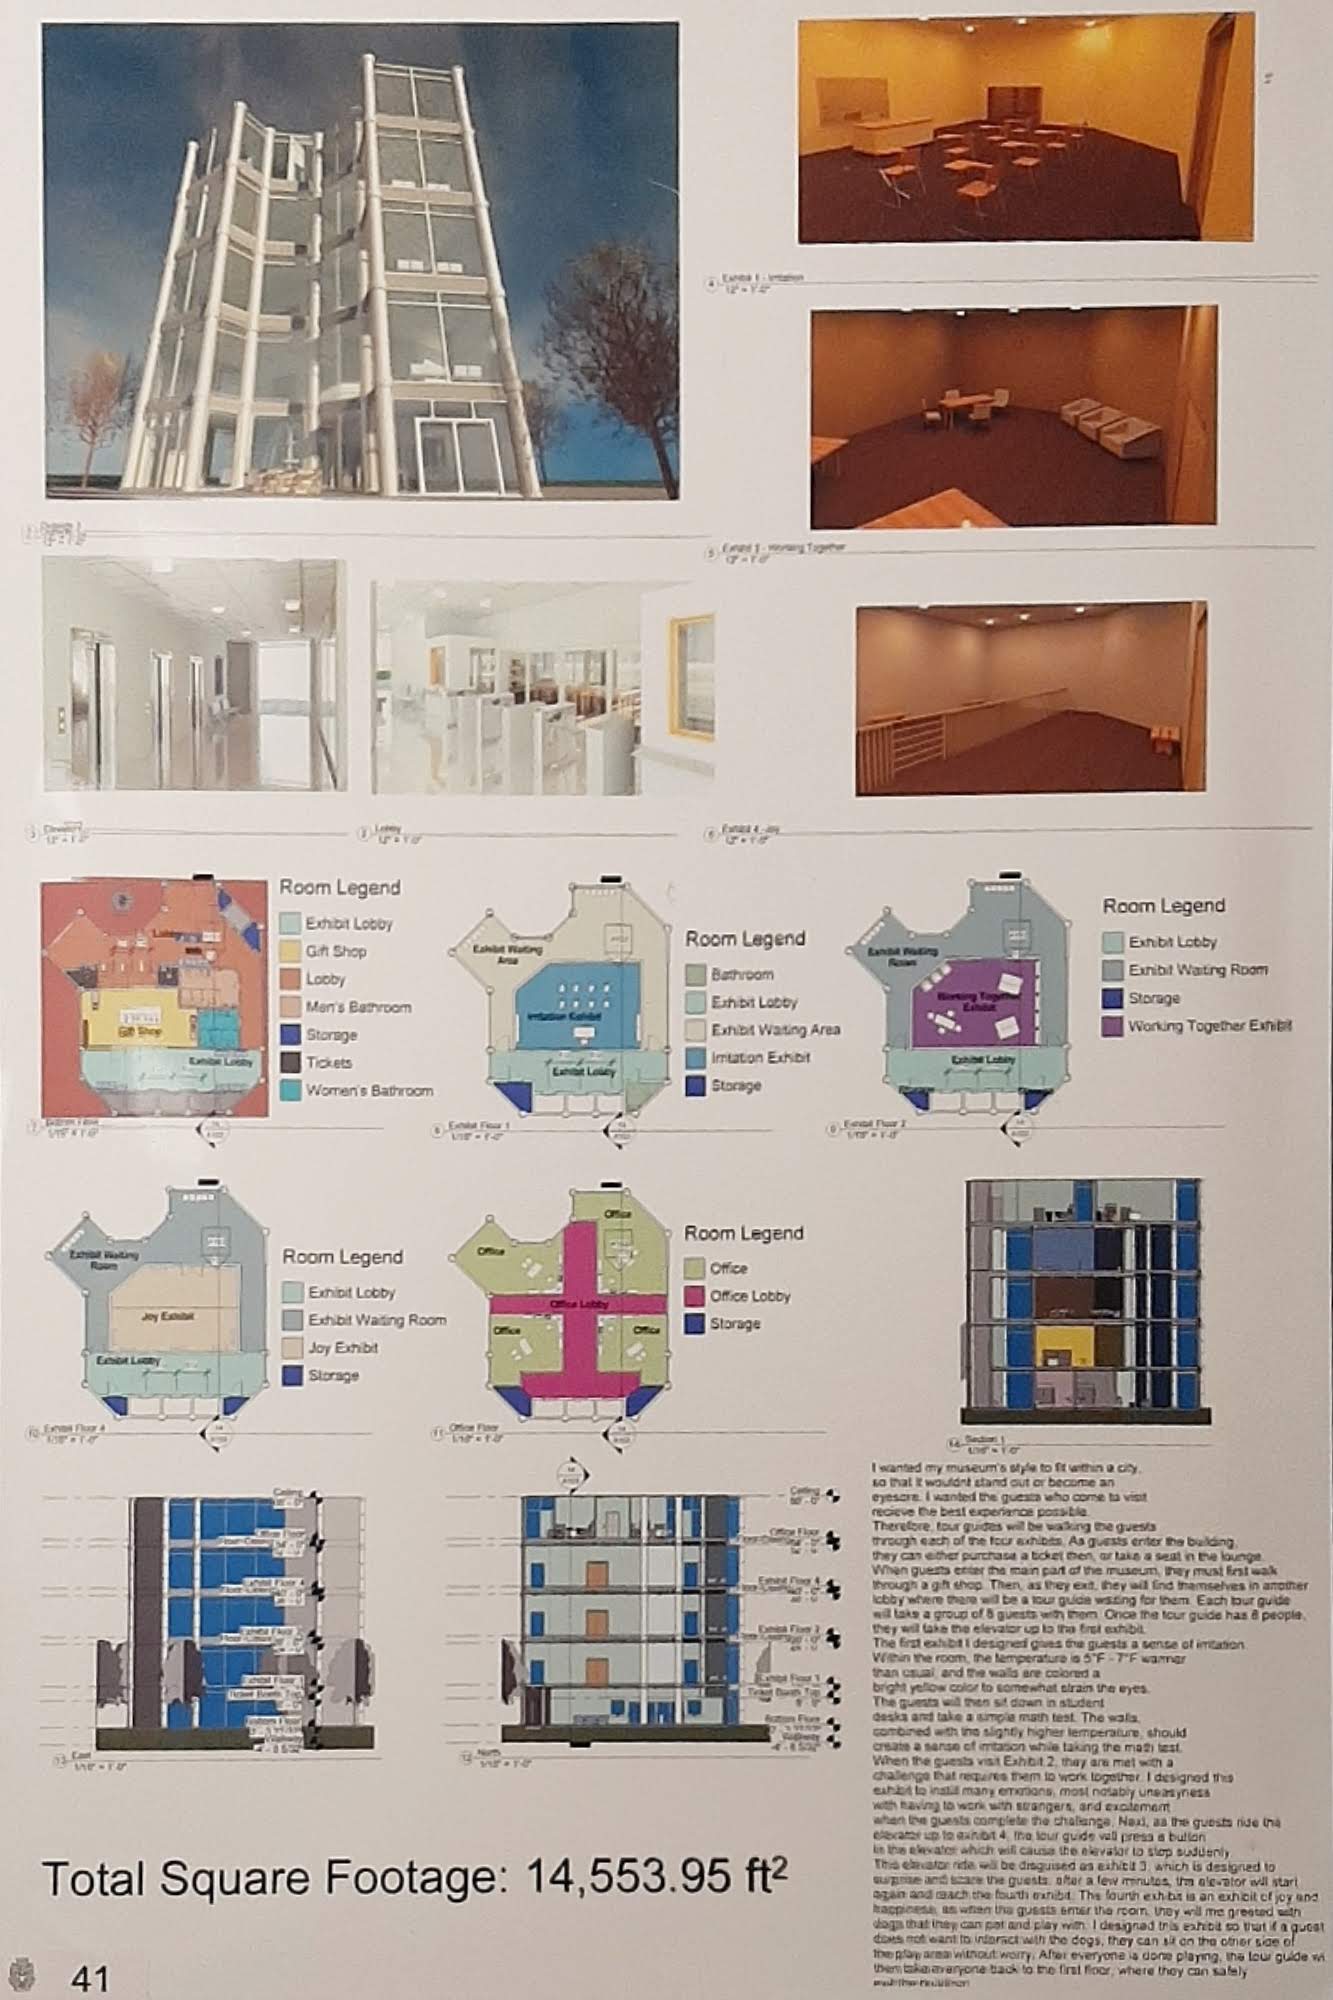 4 Exhibit 1 - Irritation
12" = 1'-0"
5 Exhibit 2 - Working Together
12" = 1'-0"
12" = 1'-0"
3 Elevators
12" = 1'-0"
2 Lobby
12" = 1'-0"
6 Exhibit 4 - Joy
12" = 1'-0"
Lobby
Gift Shop
Exhibit Lobby
Room Legend
Exhibit Lobby
Gift Shop
Lobby
Men's Bathroom
Storage
Tickets
Women's Bathroom
7 Bottom Floor
1/16" = 1'-0"
Exhibit Waiting
Area
Irritation Exhibit
Exhibit Lobby
Room Legend
Bathroom
Exhibit Lobby
Exhibit Waiting Area
Irritation Exhibit
Storage
8 Exhibit Floor 1
1/16" = 1'-0"
Exhibit Waiting
Room
Working Together
Exhibit
Exhibit Lobby
Room Legend
Exhibit Lobby
Exhibit Waiting Room
Storage
Working Together Exhibit
9 Exhibit Floor 2
1/16" = 1'-0"
Exhibit Waiting
Room
Joy Exhibit
Exhibit Lobby
Room Legend
Exhibit Lobby
Exhibit Waiting Room
Joy Exhibit
Storage
10 Exhibit Floor 4
1/16" = 1'-0"
Office
Office
Office Lobby
Office
Office
Room Legend
Office
Office Lobby
Storage
11 Office Floor
1/16" = 1'-0"
14 Section 1
1/16" = 1'-0"
Ceiling
Office Floor
Exhibit Floor 4
Exhibit Floor 2
Exhibit Floor 1
Ticket Booth Top
Bottom Floor
Walkway
13 East
1/16" = 1'-0"
Ceiling
Office Floor
Exhibit Floor 4
Exhibit Floor 2
Exhibit Floor 1
Ticket Booth Top
Bottom Floor
Walkway
12 North
1/16" = 1'-0"
I wanted my museum's style to fit within a city,
so that it wouldnt stand out or become an
eyesore. I wanted the guests who come to visit
recieve the best experience possible.
Therefore, tour guides will be walking the guests
through each of the four exhibits. As guests enter the building,
they can either purchase a ticket then, or take a seat in the lounge.
When guests enter the main part of the museum, they must first walk
through a gift shop. Then, as they exit, they will find themselves in another
lobby where there will be a tour guide waiting for them. Each tour guide
will take a group of 8 guests with them. Once the tour guide has 8 people,
they will take the elevator up to the first exhibit.
The first exhibit I designed gives the guests a sense of irritation.
Within the room, the temperature is 5°F - 7°F warmer
than usual, and the walls are colored a
bright yellow color to somewhat strain the eyes.
The guests will then sit down in student
desks and take a simple math test. The walls,
combined with the slightly higher temperature, should
create a sense of irritation while taking the math test.
When the guests visit Exhibit 2, they are met with a
challenge that requires them to work together. I designed this
exhibit to instill many emotions, most notably uneasyness
with having to work with strangers, and excitement
when the guests complete the challenge. Next, as the guests ride the
elevator up to exhibit 4, the tour guide will press a button
in the elevator which will cause the elevator to stop suddenly.
This elevator ride will be disguised as exhibit 3, which is designed to
surprise and scare the guests. after a few minutes, the elevator will start
again and reach the fourth exhibit. The fourth exhibit is an exhibit of joy and
happiness, as when the guests enter the room, they will me greeted with
dogs that they can pet and play with. I designed this exhibit so that if a guest
does not want to interact with the dogs, they can sit on the other side of
the play area without worry. After everyone is done playing, the tour guide wi
then take everyone back to the first floor, where they can safely
Total Square Footage: 14,553.95 ft²
41